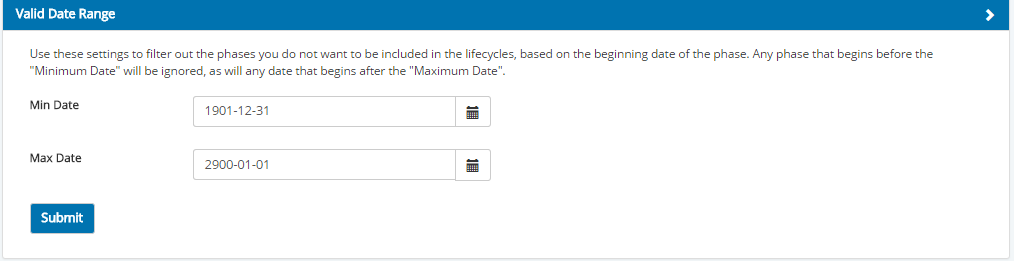 Valid Date Range
Use these settings to filter out the phases you do not want to be included in the lifecycles, based on the beginning date of the phase. Any phase that begins before the
"Minimum Date" will be ignored, as will any date that begins after the "Maximum Date".
Min Date
1901-12-31
Max Date
2900-01-01
Submit